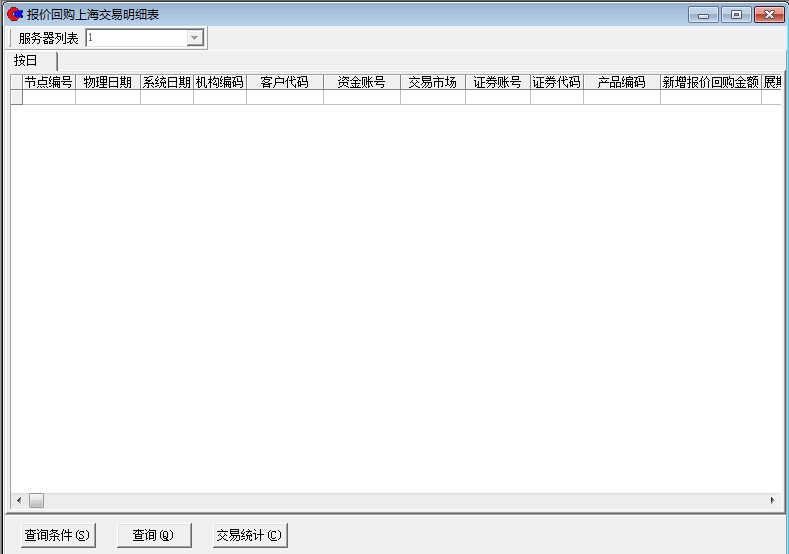 报价回购上海交易明细表
服务器列表 1
按日
节点编号 物理日期 系统日期 机构编码 客户代码 资金账号 交易市场 证券账号 证券代码 产品编码 新增报价回购金额 展期
查询条件(S) 查询(Q) 交易统计(C)